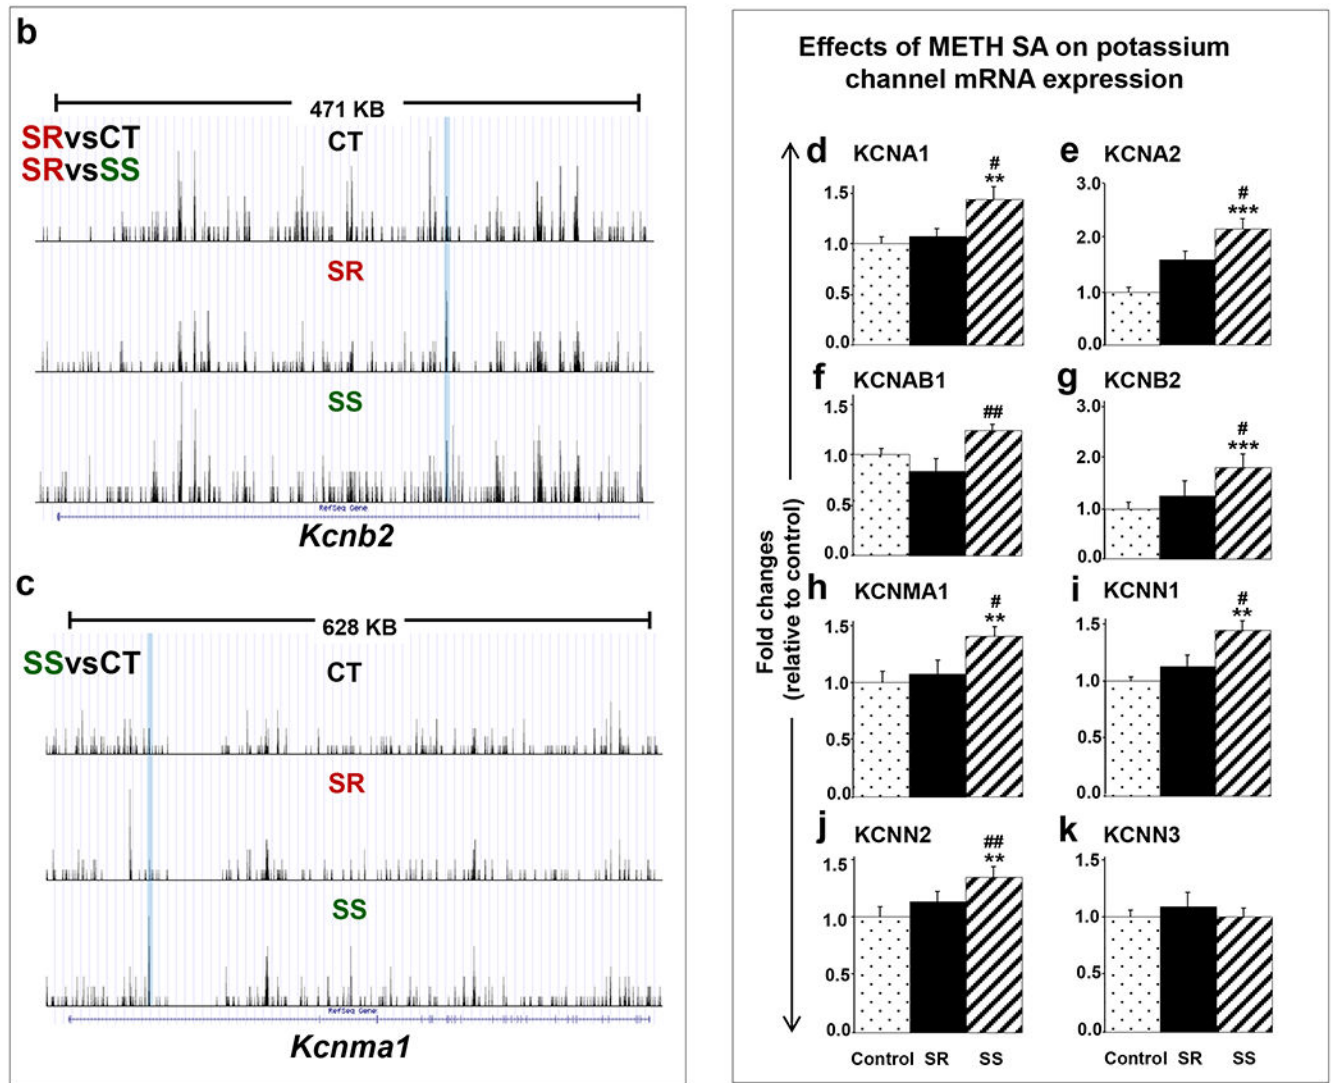 b
471 KB
SRvsCT
SRvsSS
CT
SR
SS
RefSeq Gene
Kcnb2
c
628 KB
SSvsCT
CT
SR
SS
RefSeq Gene
Kcnma1
Effects of METH SA on potassium
channel mRNA expression
Fold changes
(relative to control)
d KCNA1
#
**
1.5
1.0
0.5
0.0
e KCNA2
#
***
3.0
2.0
1.0
0.0
f KCNAB1
##
1.5
1.0
0.5
0.0
g KCNB2
#
***
3.0
2.0
1.0
0.0
h KCNMA1
#
**
1.5
1.0
0.5
0.0
i KCNN1
#
**
1.5
1.0
0.5
0.0
j KCNN2
##
**
1.5
1.0
0.5
0.0
k KCNN3
1.5
1.0
0.5
0.0
Control SR SS
Control SR SS